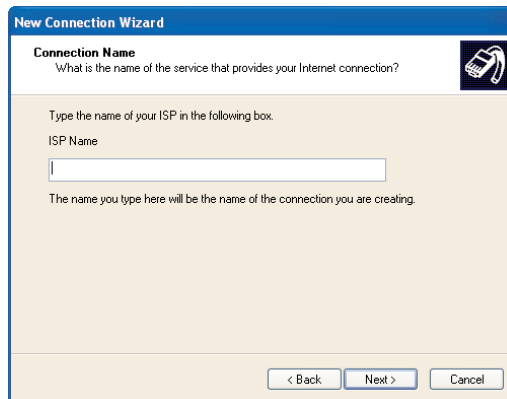 New Connection Wizard
Connection Name
What is the name of the service that provides your Internet connection?
Type the name of your ISP in the following box.
ISP Name
The name you type here will be the name of the connection you are creating.
< Back
Next >
Cancel